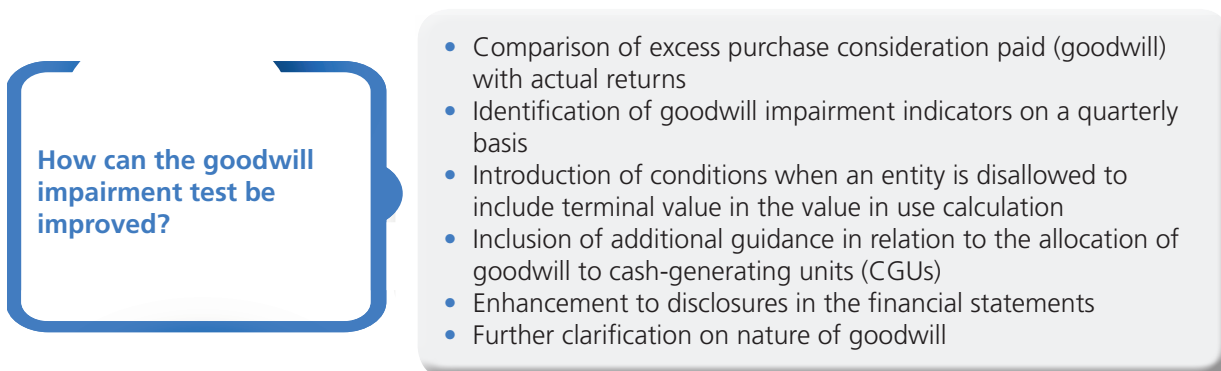 How can the goodwill
impairment test be
improved?
• Comparison of excess purchase consideration paid (goodwill)
with actual returns
• Identification of goodwill impairment indicators on a quarterly
basis
• Introduction of conditions when an entity is disallowed to
include terminal value in the value in use calculation
• Inclusion of additional guidance in relation to the allocation of
goodwill to cash-generating units (CGUs)
• Enhancement to disclosures in the financial statements
• Further clarification on nature of goodwill